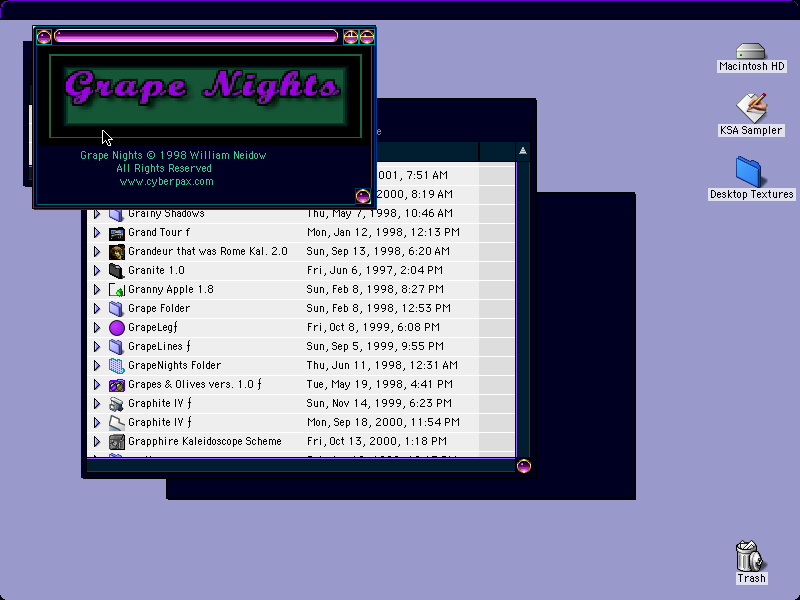 Grape Nights
Grape Nights © 1998 William Neidow
All Rights Reserved
www.cyberpax.com
Macintosh HD
KSA Sampler
Desktop Textures
001, 7:51 AM
2000, 8:19 AM
Grainy Shadows Thu, May 7, 1998, 10:46 AM
Grand Tour f Mon, Jan 12, 1998, 12:13 PM
Grandeur that was Rome Kal. 2.0 Sun, Sep 13, 1998, 6:20 AM
Granite 1.0 Fri, Jun 6, 1997, 2:04 PM
Granny Apple 1.8 Sun, Feb 8, 1998, 8:27 PM
Grape Folder Sun, Feb 8, 1998, 12:53 PM
GrapeLegƒ Fri, Oct 8, 1999, 6:08 PM
GrapeLines ƒ Sun, Sep 5, 1999, 9:55 PM
GrapeNights Folder Thu, Jun 11, 1998, 12:31 AM
Grapes & Olives vers. 1.0 ƒ Tue, May 19, 1998, 4:41 PM
Graphite IV ƒ Sun, Nov 14, 1999, 6:23 PM
Graphite IV ƒ Mon, Sep 18, 2000, 11:54 PM
Grapphire Kaleidoscope Scheme Fri, Oct 13, 2000, 1:18 PM
Trash